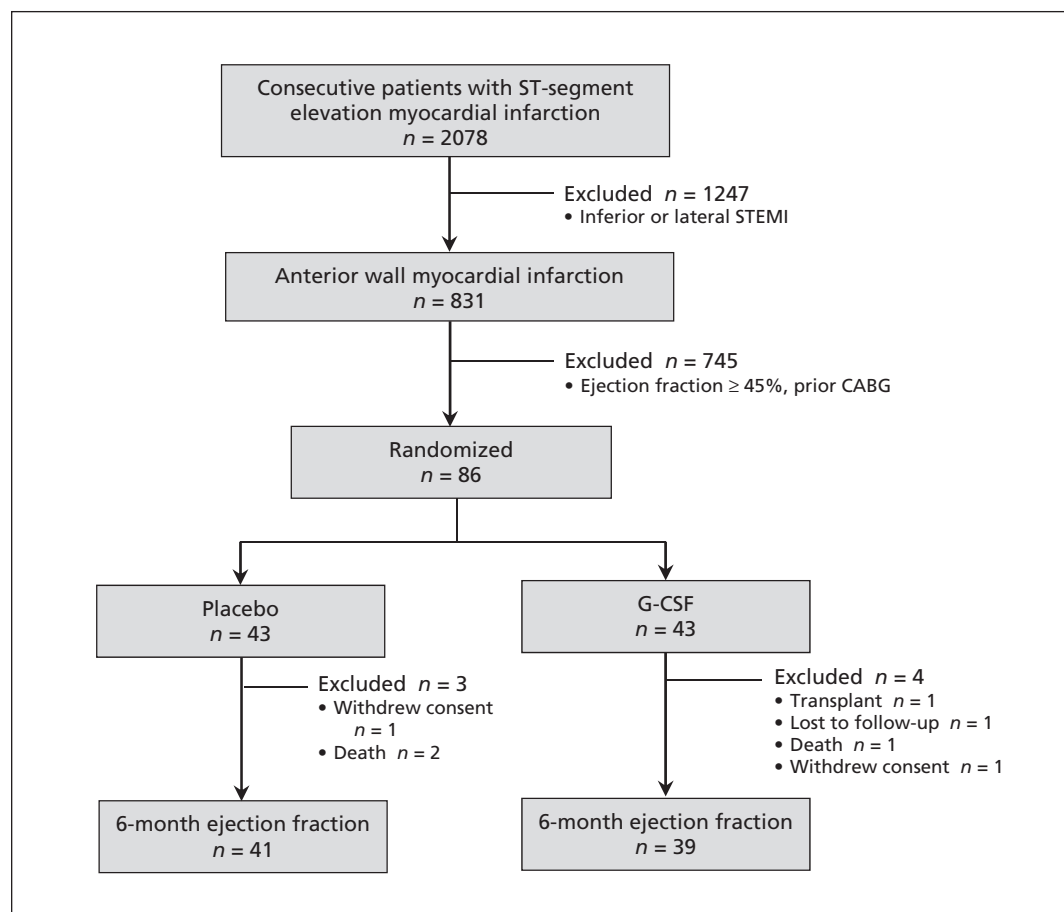 Consecutive patients with ST-segment
elevation myocardial infarction
n = 2078
Excluded n = 1247
• Inferior or lateral STEMI
Anterior wall myocardial infarction
n = 831
Excluded n = 745
• Ejection fraction ≥ 45%, prior CABG
Randomized
n = 86
Placebo
n = 43
G-CSF
n = 43
Excluded n = 3
• Withdrew consent
n = 1
• Death n = 2
Excluded n = 4
• Transplant n = 1
• Lost to follow-up n = 1
• Death n = 1
• Withdrew consent n = 1
6-month ejection fraction
n = 41
6-month ejection fraction
n = 39